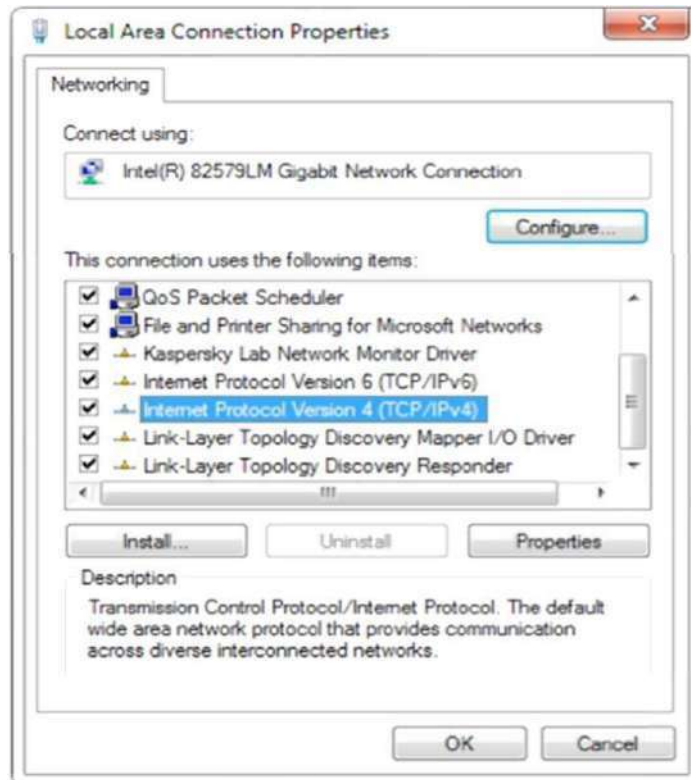 Local Area Connection Properties
Networking
Connect using:
Intel(R) 82579LM Gigabit Network Connection
Configure...
This connection uses the following items:
QoS Packet Scheduler
File and Printer Sharing for Microsoft Networks
Kaspersky Lab Network Monitor Driver
Internet Protocol Version 6 (TCP/IPv6)
Internet Protocol Version 4 (TCP/IPv4)
Link-Layer Topology Discovery Mapper I/O Driver
Link-Layer Topology Discovery Responder
Install... Uninstall Properties
Description
Transmission Control Protocol/Internet Protocol. The default
wide area network protocol that provides communication
across diverse interconnected networks.
OK Cancel